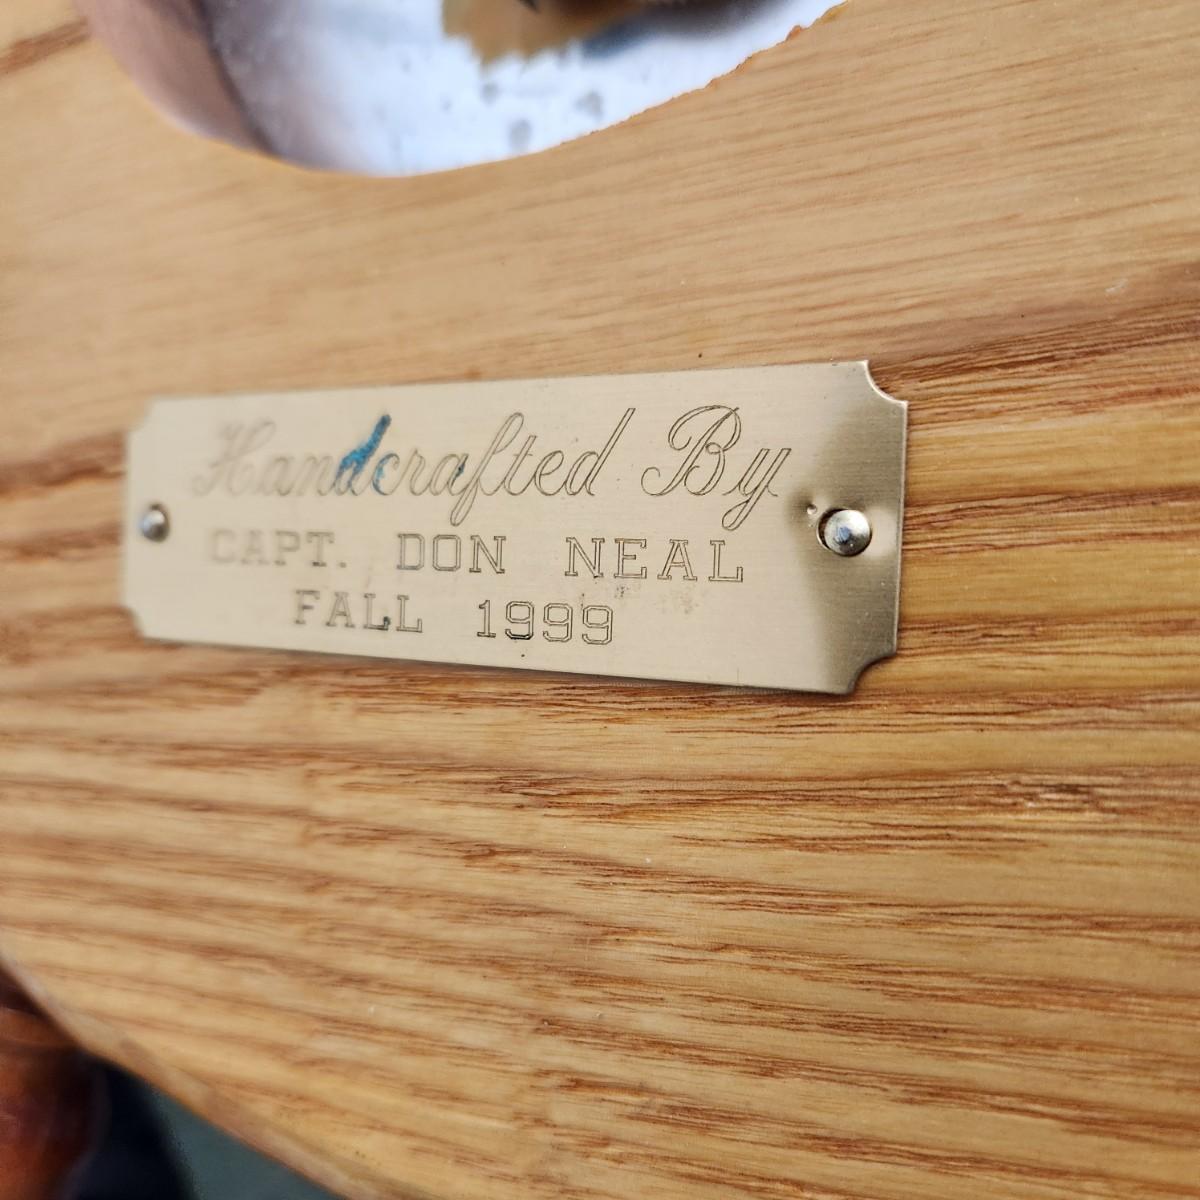 Handcrafted By
CAPT. DON NEAL
FALL 1999